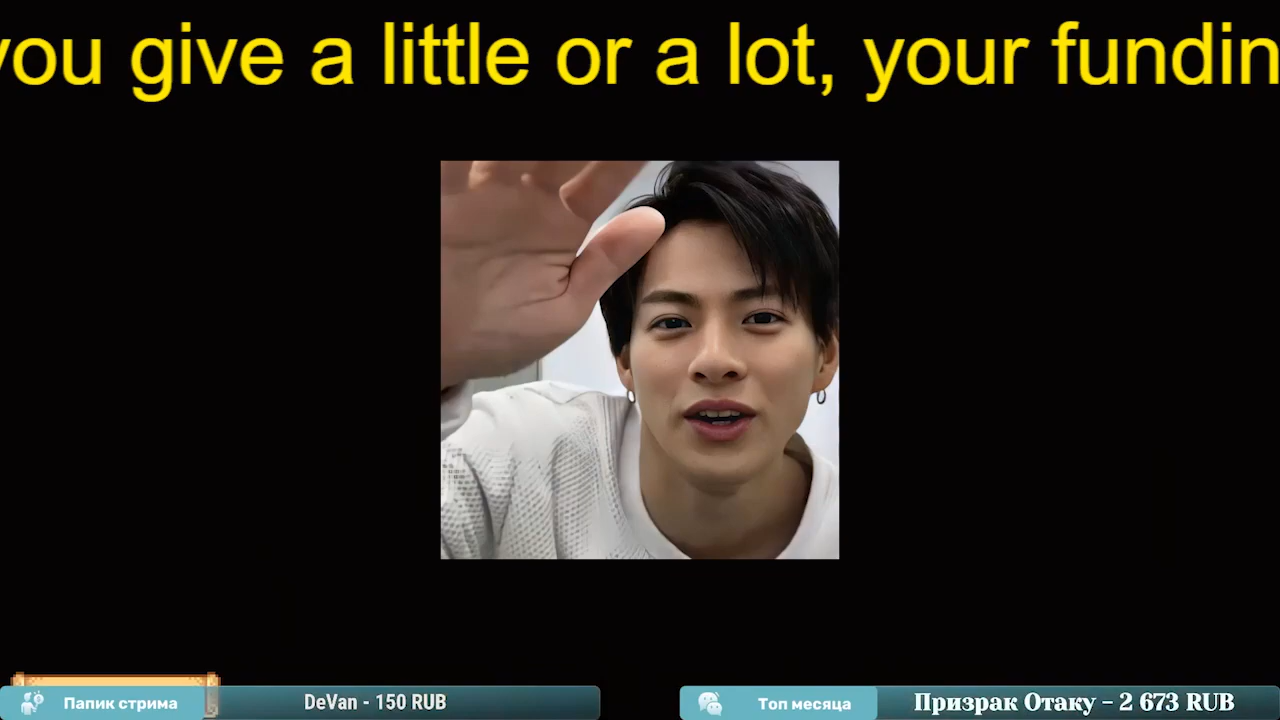 you give a little or a lot, your fundin
Папик стрима
DeVan - 150 RUB
Топ месяца
Призрак Отаку - 2 673 RUB